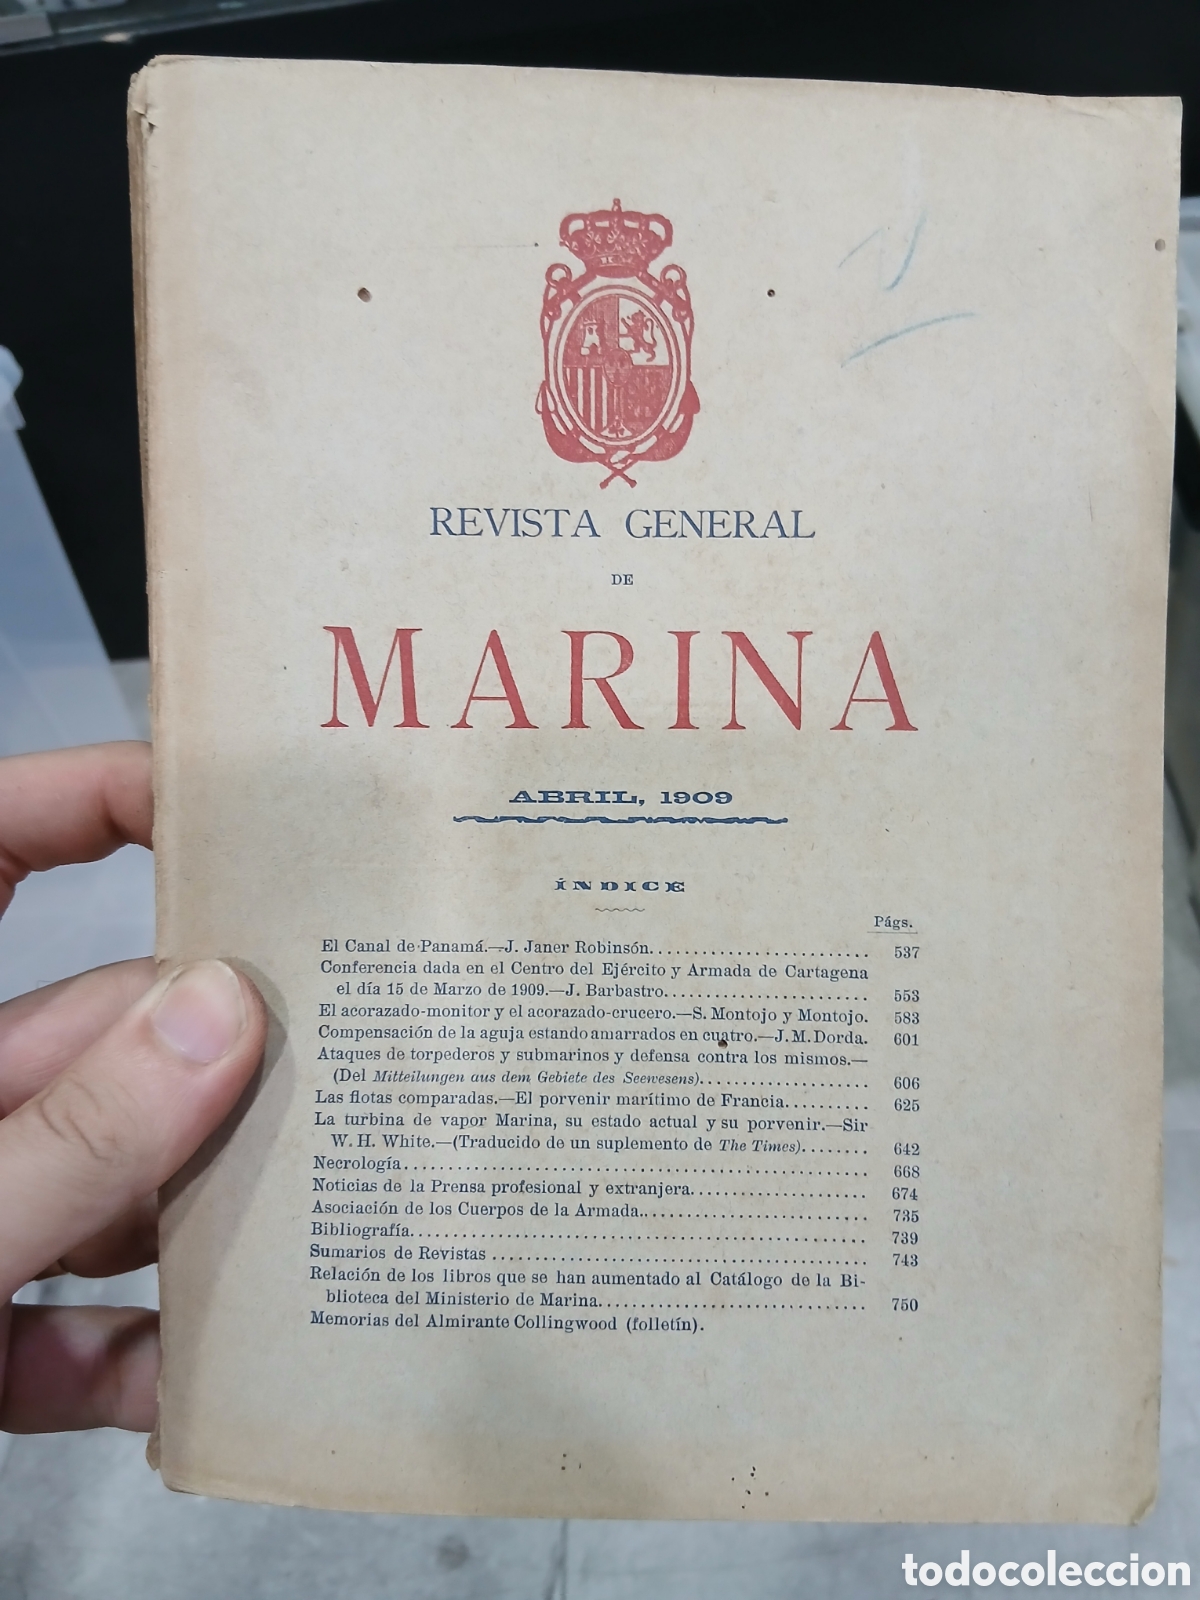 REVISTA GENERAL
DE
MARINA
ABRIL, 1909
ÍNDICE
Págs.
El Canal de Panamá.—J. Janer Robinsón......................... 537
Conferencia dada en el Centro del Ejército y Armada de Cartagena
el día 15 de Marzo de 1909.—J. Barbastro........................ 553
El acorazado-monitor y el acorazado-crucero.—S. Montojo y Montojo. 583
Compensación de la aguja estando amarrados en cuatro.—J. M. Dorda. 601
Ataques de torpederos y submarinos y defensa contra los mismos.—
(Del Mitteilungen aus dem Gebiete des Seewesens).................... 606
Las flotas comparadas.—El porvenir marítimo de Francia.......... 625
La turbina de vapor Marina, su estado actual y su porvenir.—Sir
W. H. White.—(Traducido de un suplemento de The Times)........ 642
Necrología..................................................... 668
Noticias de la Prensa profesional y extranjera.................... 674
Asociación de los Cuerpos de la Armada.......................... 735
Bibliografía.................................................... 739
Sumarios de Revistas ........................................... 743
Relación de los libros que se han aumentado al Catálogo de la Bi-
blioteca del Ministerio de Marina............................... 750
Memorias del Almirante Collingwood (folletín).
todocoleccion